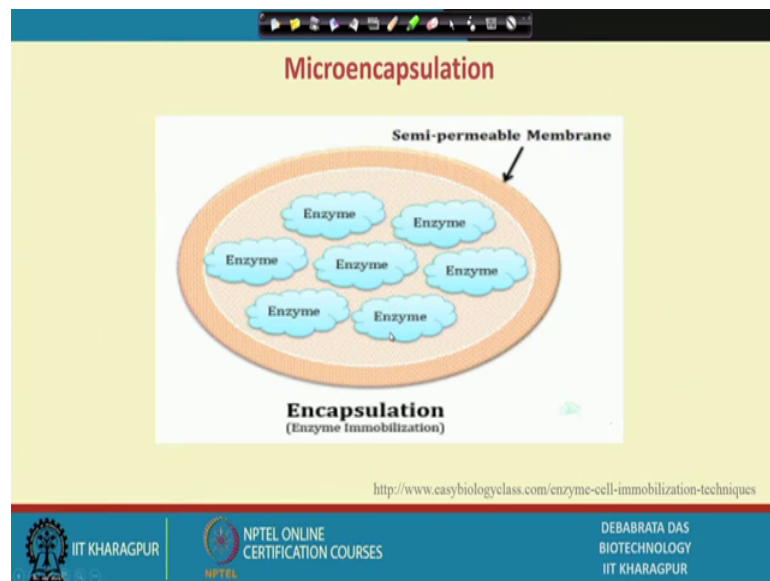 Microencapsulation
Semi-permeable Membrane
Enzyme
Enzyme
Enzyme
Enzyme
Enzyme
Enzyme
Enzyme
Encapsulation
(Enzyme Immobilization)
http://www.easybiologyclass.com/enzyme-cell-immobilization-techniques
IIT KHARAGPUR
NPTEL
NPTEL ONLINE
CERTIFICATION COURSES
DEBABRATA DAS
BIOTECHNOLOGY
IIT KHARAGPUR